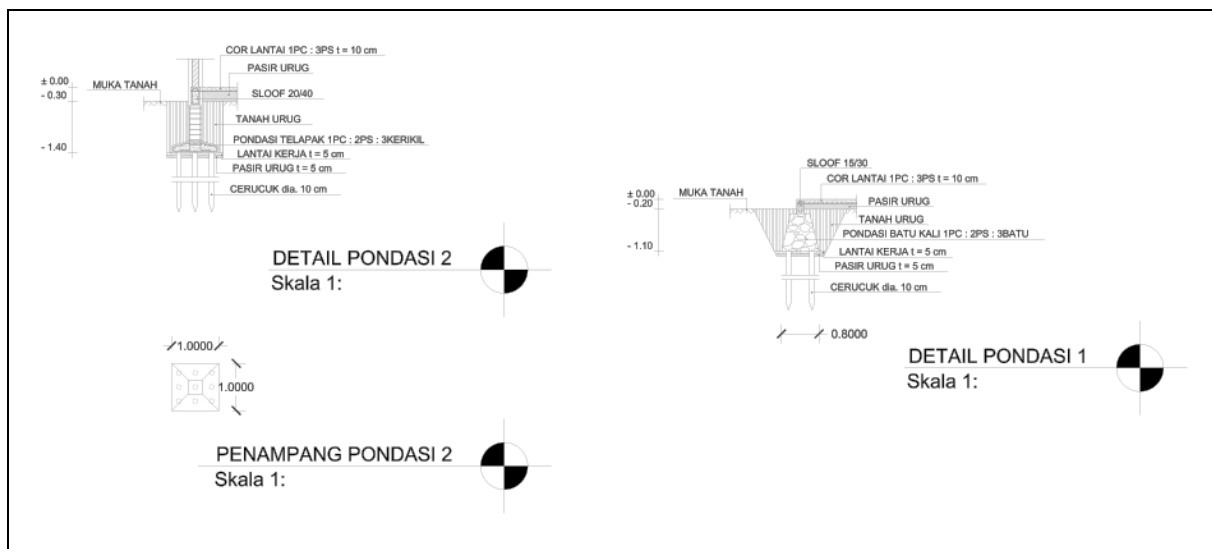 COR LANTAI 1PC : 3PS t = 10 cm
PASIR URUG
± 0.00
MUKA TANAH
- 0.30
SLOOF 20/40
TANAH URUG
PONDASI TELAPAK 1PC : 2PS : 3KERIKIL
- 1.40
LANTAI KERJA t = 5 cm
PASIR URUG t = 5 cm
CERUCUK dia. 10 cm
DETAIL PONDASI 2
Skala 1:
1.0000
1.0000
PENAMPANG PONDASI 2
Skala 1:
SLOOF 15/30
COR LANTAI 1PC : 3PS t = 10 cm
± 0.00
MUKA TANAH
- 0.20
PASIR URUG
TANAH URUG
PONDASI BATU KALI 1PC : 2PS : 3BATU
- 1.10
LANTAI KERJA t = 5 cm
PASIR URUG t = 5 cm
CERUCUK dia. 10 cm
0.8000
DETAIL PONDASI 1
Skala 1: